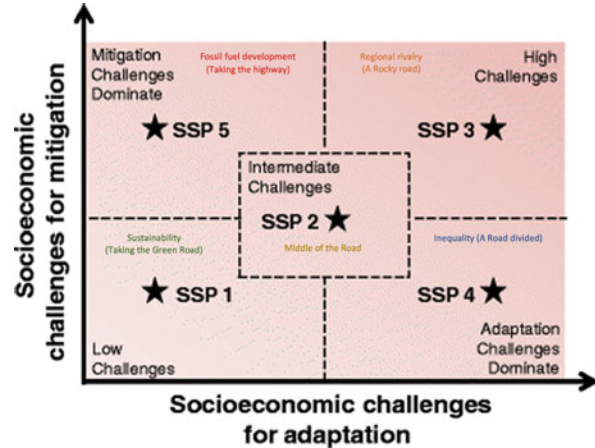 Socioeconomic
challenges for mitigation
Mitigation
Challenges
Dominate
Fossil fuel development
(Taking the highway)
SSP 5
Regional rivalry
(A Rocky road)
High
Challenges
SSP 3
Intermediate
Challenges
SSP 2
Middle of the Road
Sustainability
(Taking the Green Road)
SSP 1
Low
Challenges
Inequality (A Road divided)
SSP 4
Adaptation
Challenges
Dominate
Socioeconomic challenges
for adaptation